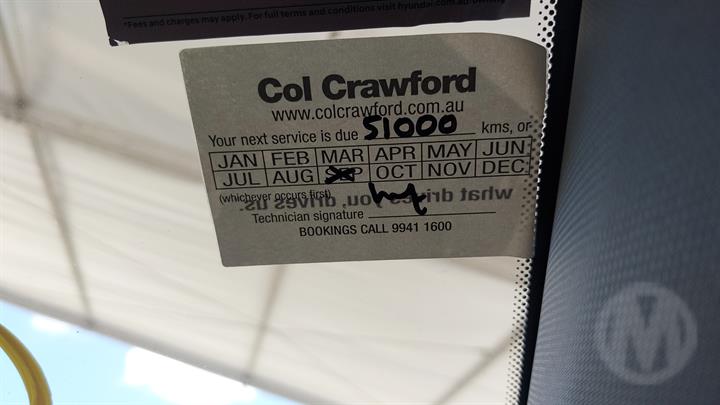 *Fees and charges may apply. For full terms and conditions visit hyundai.com.au/owning
Col Crawford
www.colcrawford.com.au
Your next service is due 51000 kms, or
JAN FEB MAR APR MAY JUN
JUL AUG SEP OCT NOV DEC
(whichever occurs first)
what drives you, drives us.
Technician signature
BOOKINGS CALL 9941 1600
M